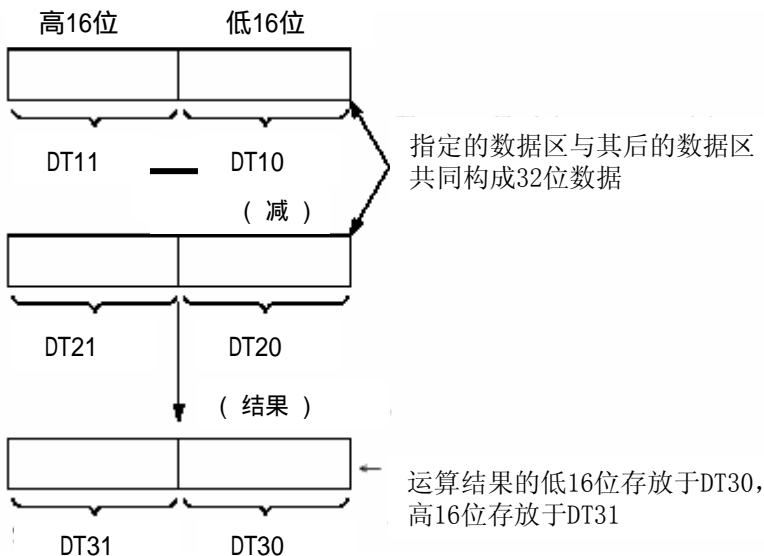 高16位 低16位
DT11 DT10
指定的数据区与其后的数据区
共同构成32位数据
( 减 )
DT21 DT20
( 结果 )
运算结果的低16位存放于DT30,
高16位存放于DT31
DT31 DT30